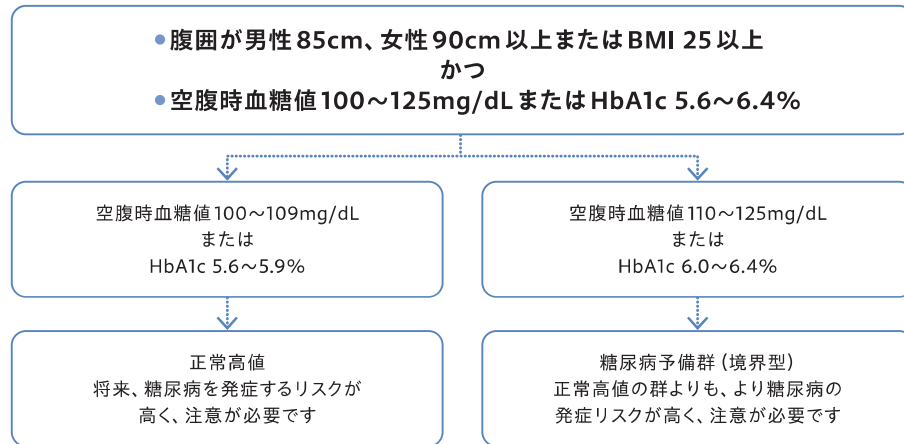 ●腹囲が男性85cm、女性90cm以上またはBMI 25以上
かつ
●空腹時血糖値100〜125mg/dLまたはHbA1c 5.6〜6.4%
空腹時血糖値100〜109mg/dL
または
HbA1c 5.6〜5.9%
空腹時血糖値110〜125mg/dL
または
HbA1c 6.0〜6.4%
正常高値
将来、糖尿病を発症するリスクが
高く、注意が必要です
糖尿病予備群(境界型)
正常高値の群よりも、より糖尿病の
発症リスクが高く、注意が必要です